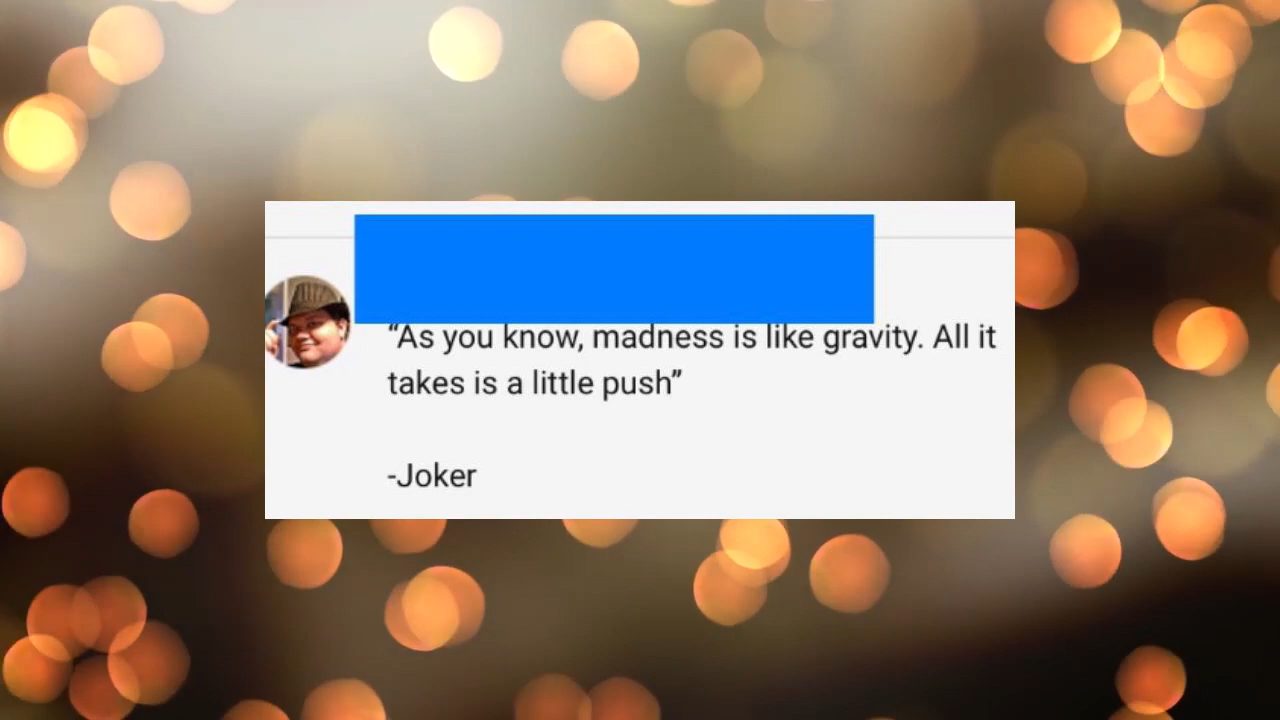 “As you know, madness is like gravity. All it
takes is a little push”
-Joker